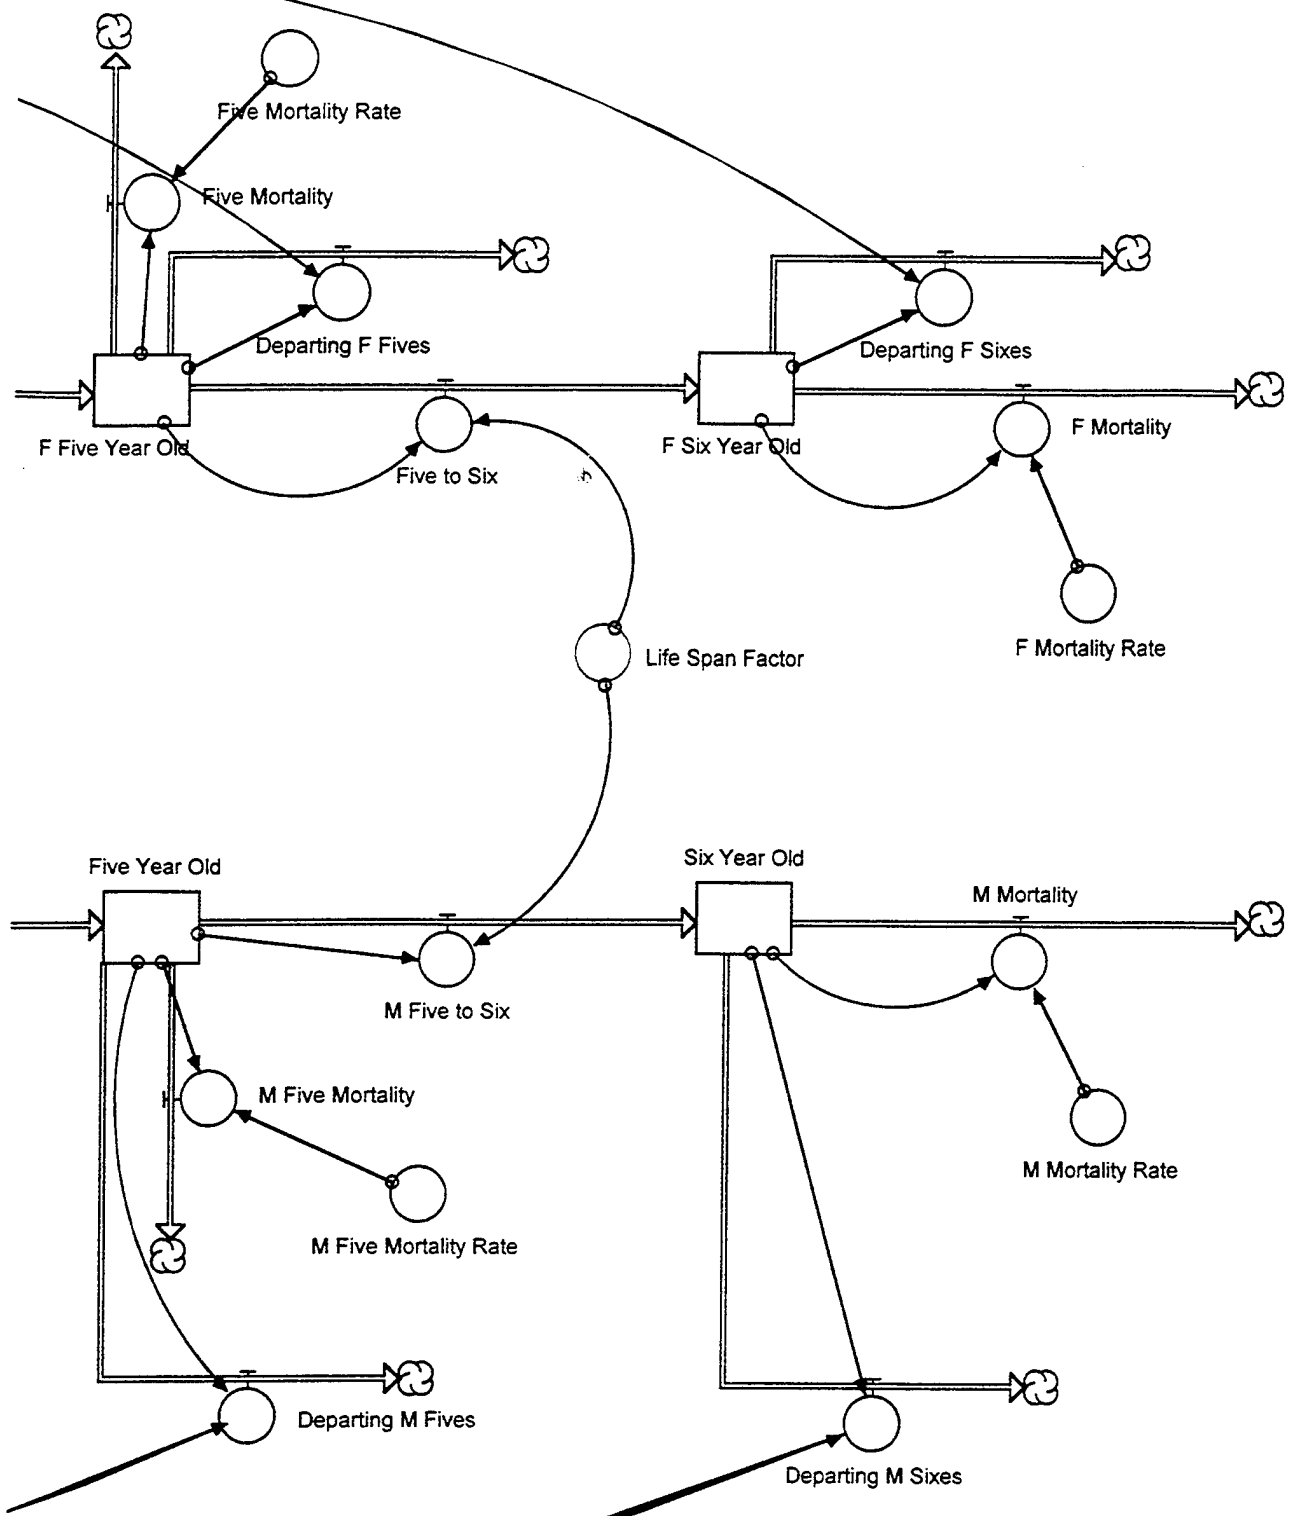 Five Mortality Rate
Five Mortality
Departing F Fives
Departing F Sixes
F Five Year Old
Five to Six
F Six Year Old
F Mortality
F Mortality Rate
Life Span Factor
Five Year Old
Six Year Old
M Mortality
M Five to Six
M Five Mortality
M Mortality Rate
M Five Mortality Rate
Departing M Fives
Departing M Sixes